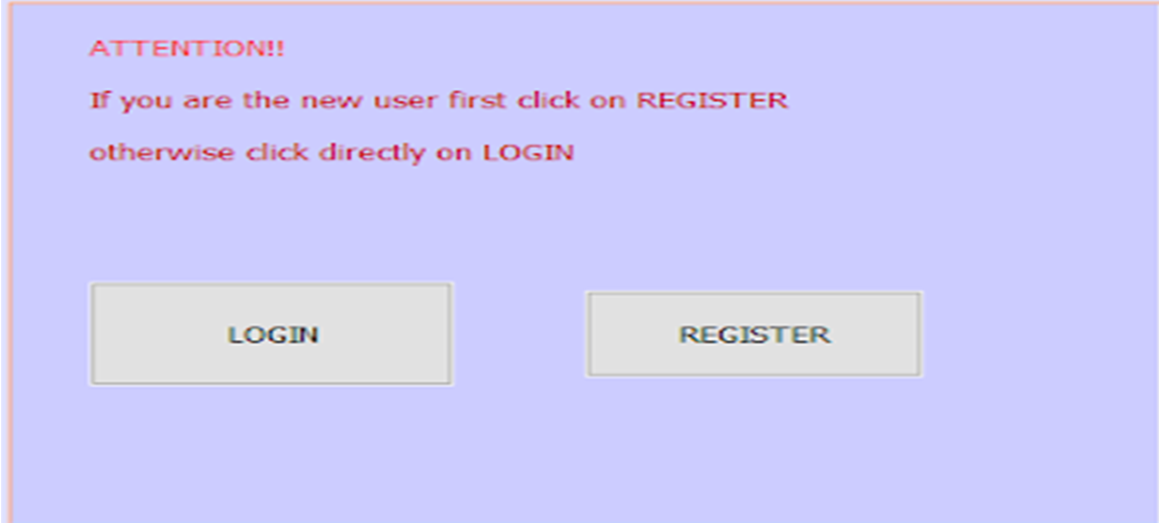 ATTENTION!!
If you are the new user first click on REGISTER
otherwise click directly on LOGIN
LOGIN
REGISTER